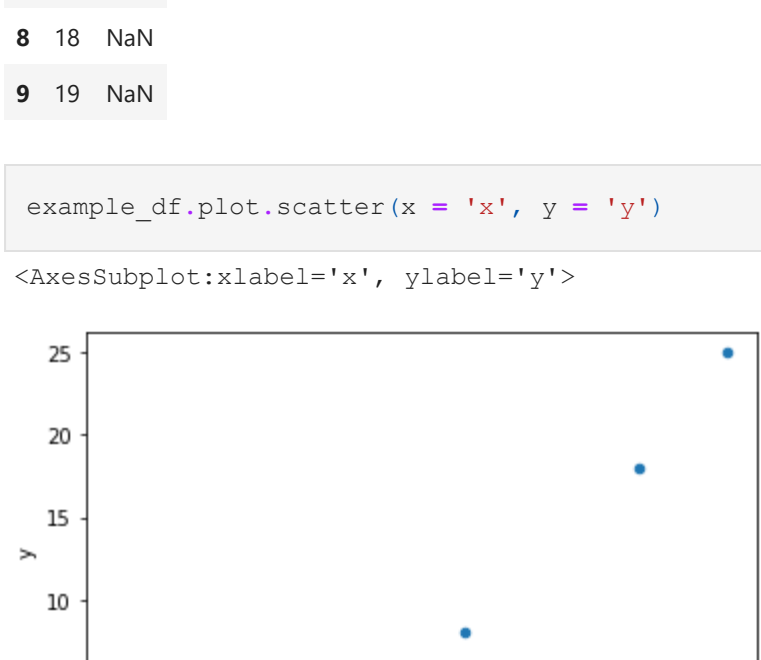 8 18 NaN
9 19 NaN
example_df.plot.scatter(x = 'x', y = 'y')
<AxesSubplot:xlabel='x', ylabel='y'>
25
20
15
y
10